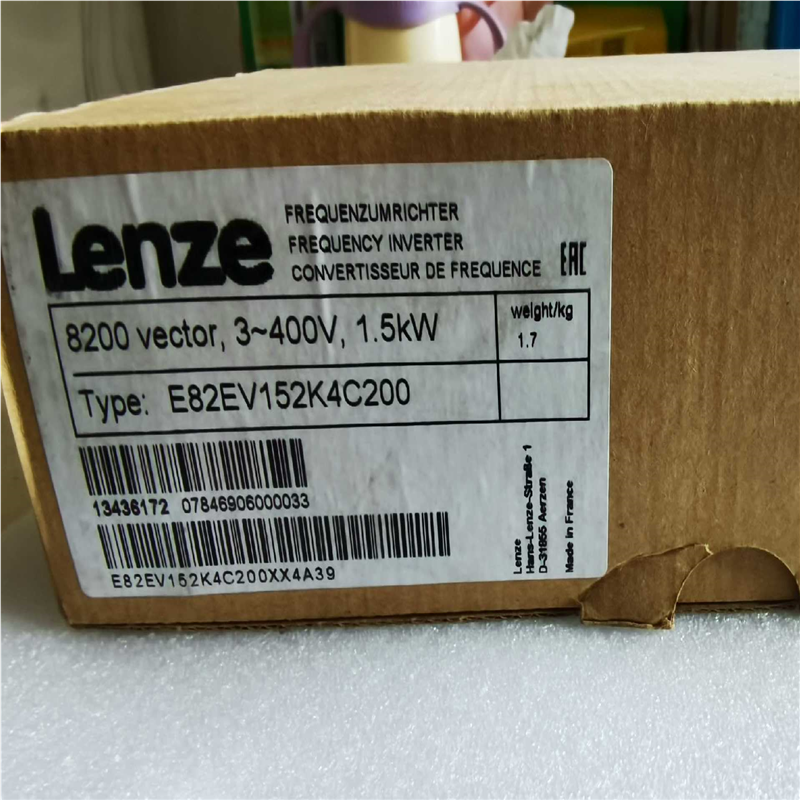 Lenze
FREQUENZUMRICHTER
FREQUENCY INVERTER
CONVERTISSEUR DE FREQUENCE
EAC
8200 vector, 3~400V, 1.5kW
weight/kg
1.7
Type: E82EV152K4C200
13436172 07846906000033
E82EV152K4C200XX4A39
Lenze
Hans-Lenze-Straße 1
D-31855 Aerzen
Made in France